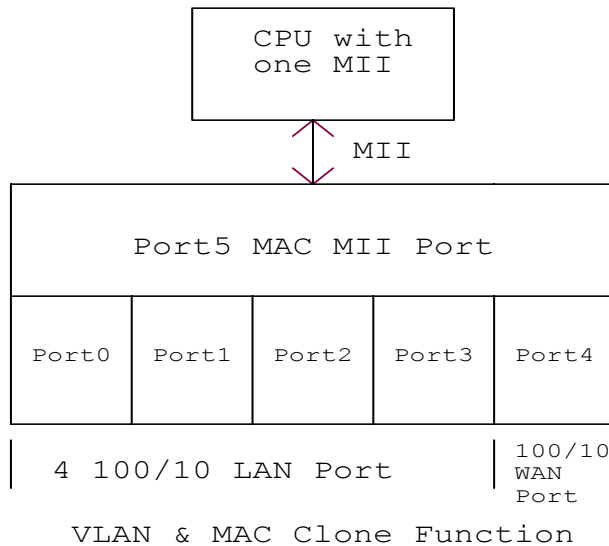 CPU with
one MII
MII
Port5 MAC MII Port
Port0 Port1 Port2 Port3 Port4
4 100/10 LAN Port
100/10
WAN
Port
VLAN & MAC Clone Function